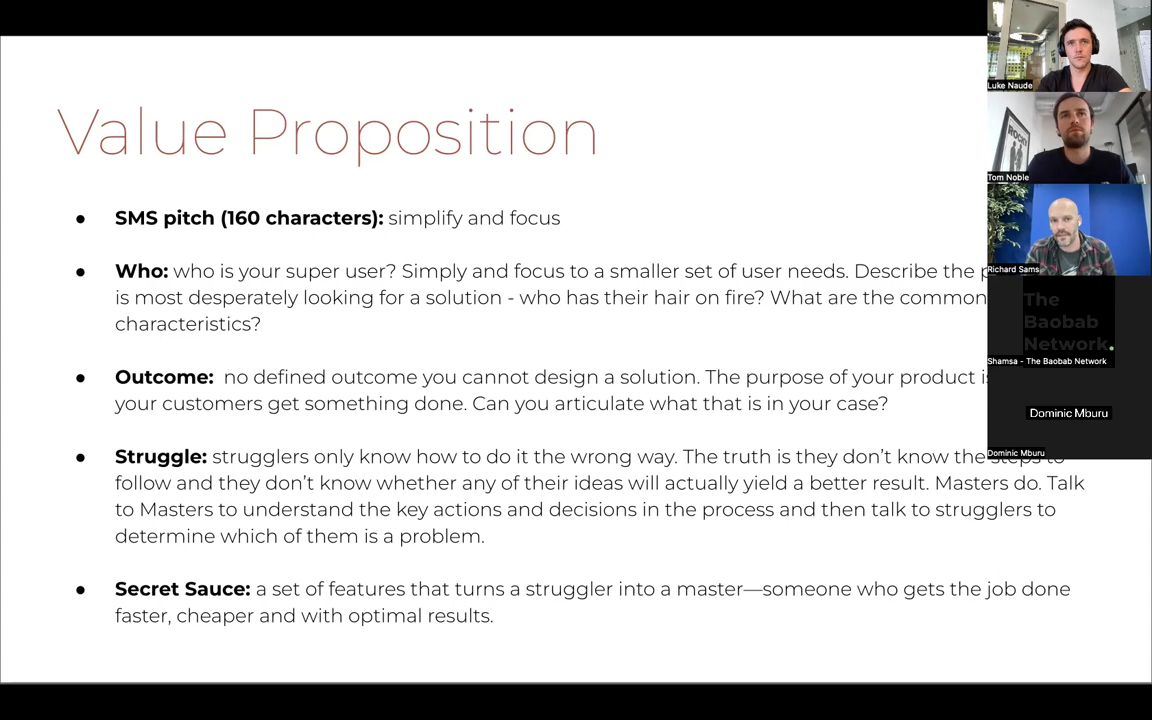 Value Proposition
● SMS pitch (160 characters): simplify and focus
● Who: who is your super user? Simply and focus to a smaller set of user needs. Describe the
is most desperately looking for a solution - who has their hair on fire? What are the common
characteristics?
● Outcome: no defined outcome you cannot design a solution. The purpose of your product
your customers get something done. Can you articulate what that is in your case?
● Struggle: strugglers only know how to do it the wrong way. The truth is they don’t know the steps to
follow and they don’t know whether any of their ideas will actually yield a better result. Masters do. Talk
to Masters to understand the key actions and decisions in the process and then talk to strugglers to
determine which of them is a problem.
● Secret Sauce: a set of features that turns a struggler into a master—someone who gets the job done
faster, cheaper and with optimal results.
Luke Naude
ROCKY
Tom Noble
Richard Sams
The
Baobab
Network.
Shamsa - The Baobab Network
Dominic Mburu
Dominic Mburu